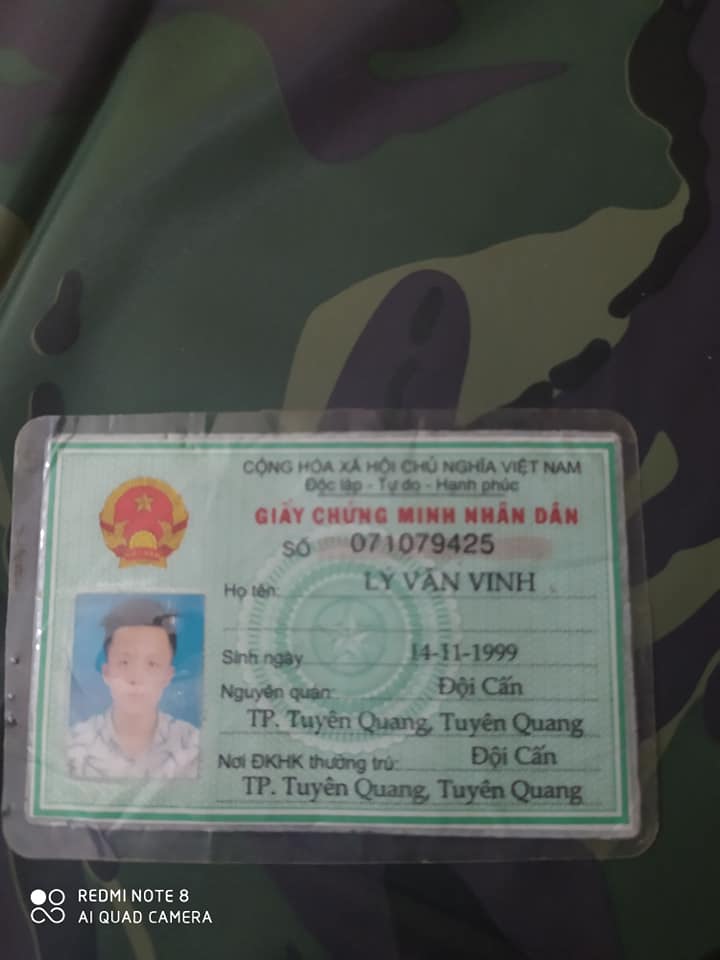 CỘNG HÒA XÃ HỘI CHỦ NGHĨA VIỆT NAM
Độc lập - Tự do - Hạnh phúc
GIẤY CHỨNG MINH NHÂN DÂN
SỐ 071079425
Họ tên: LÝ VĂN VINH
Sinh ngày 14-11-1999
Nguyên quán: Đội Cấn
TP. Tuyên Quang, Tuyên Quang
Nơi ĐKHK thường trú: Đội Cấn
TP. Tuyên Quang, Tuyên Quang
REDMI NOTE 8
AI QUAD CAMERA